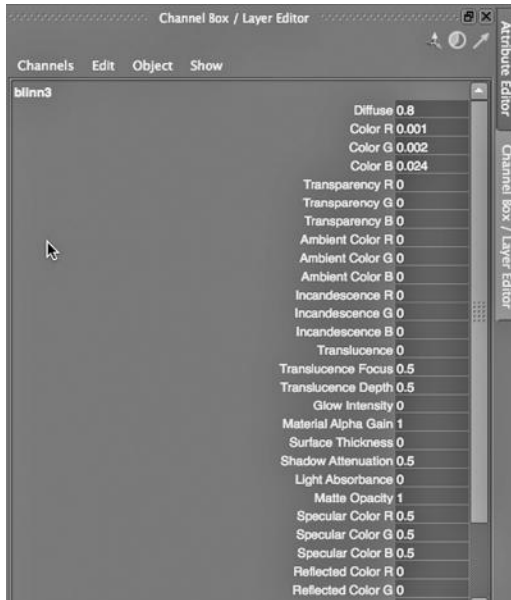 Channel Box / Layer Editor
Channels Edit Object Show
blinn3
Diffuse 0.8
Color R 0.001
Color G 0.002
Color B 0.024
Transparency R 0
Transparency G 0
Transparency B 0
Ambient Color R 0
Ambient Color G 0
Ambient Color B 0
Incandescence R 0
Incandescence G 0
Incandescence B 0
Translucence 0
Translucence Focus 0.5
Translucence Depth 0.5
Glow Intensity 0
Material Alpha Gain 1
Surface Thickness 0
Shadow Attenuation 0.5
Light Absorbance 0
Matte Opacity 1
Specular Color R 0.5
Specular Color G 0.5
Specular Color B 0.5
Reflected Color R 0
Reflected Color G 0
Attribute Editor
Channel Box / Layer Editor